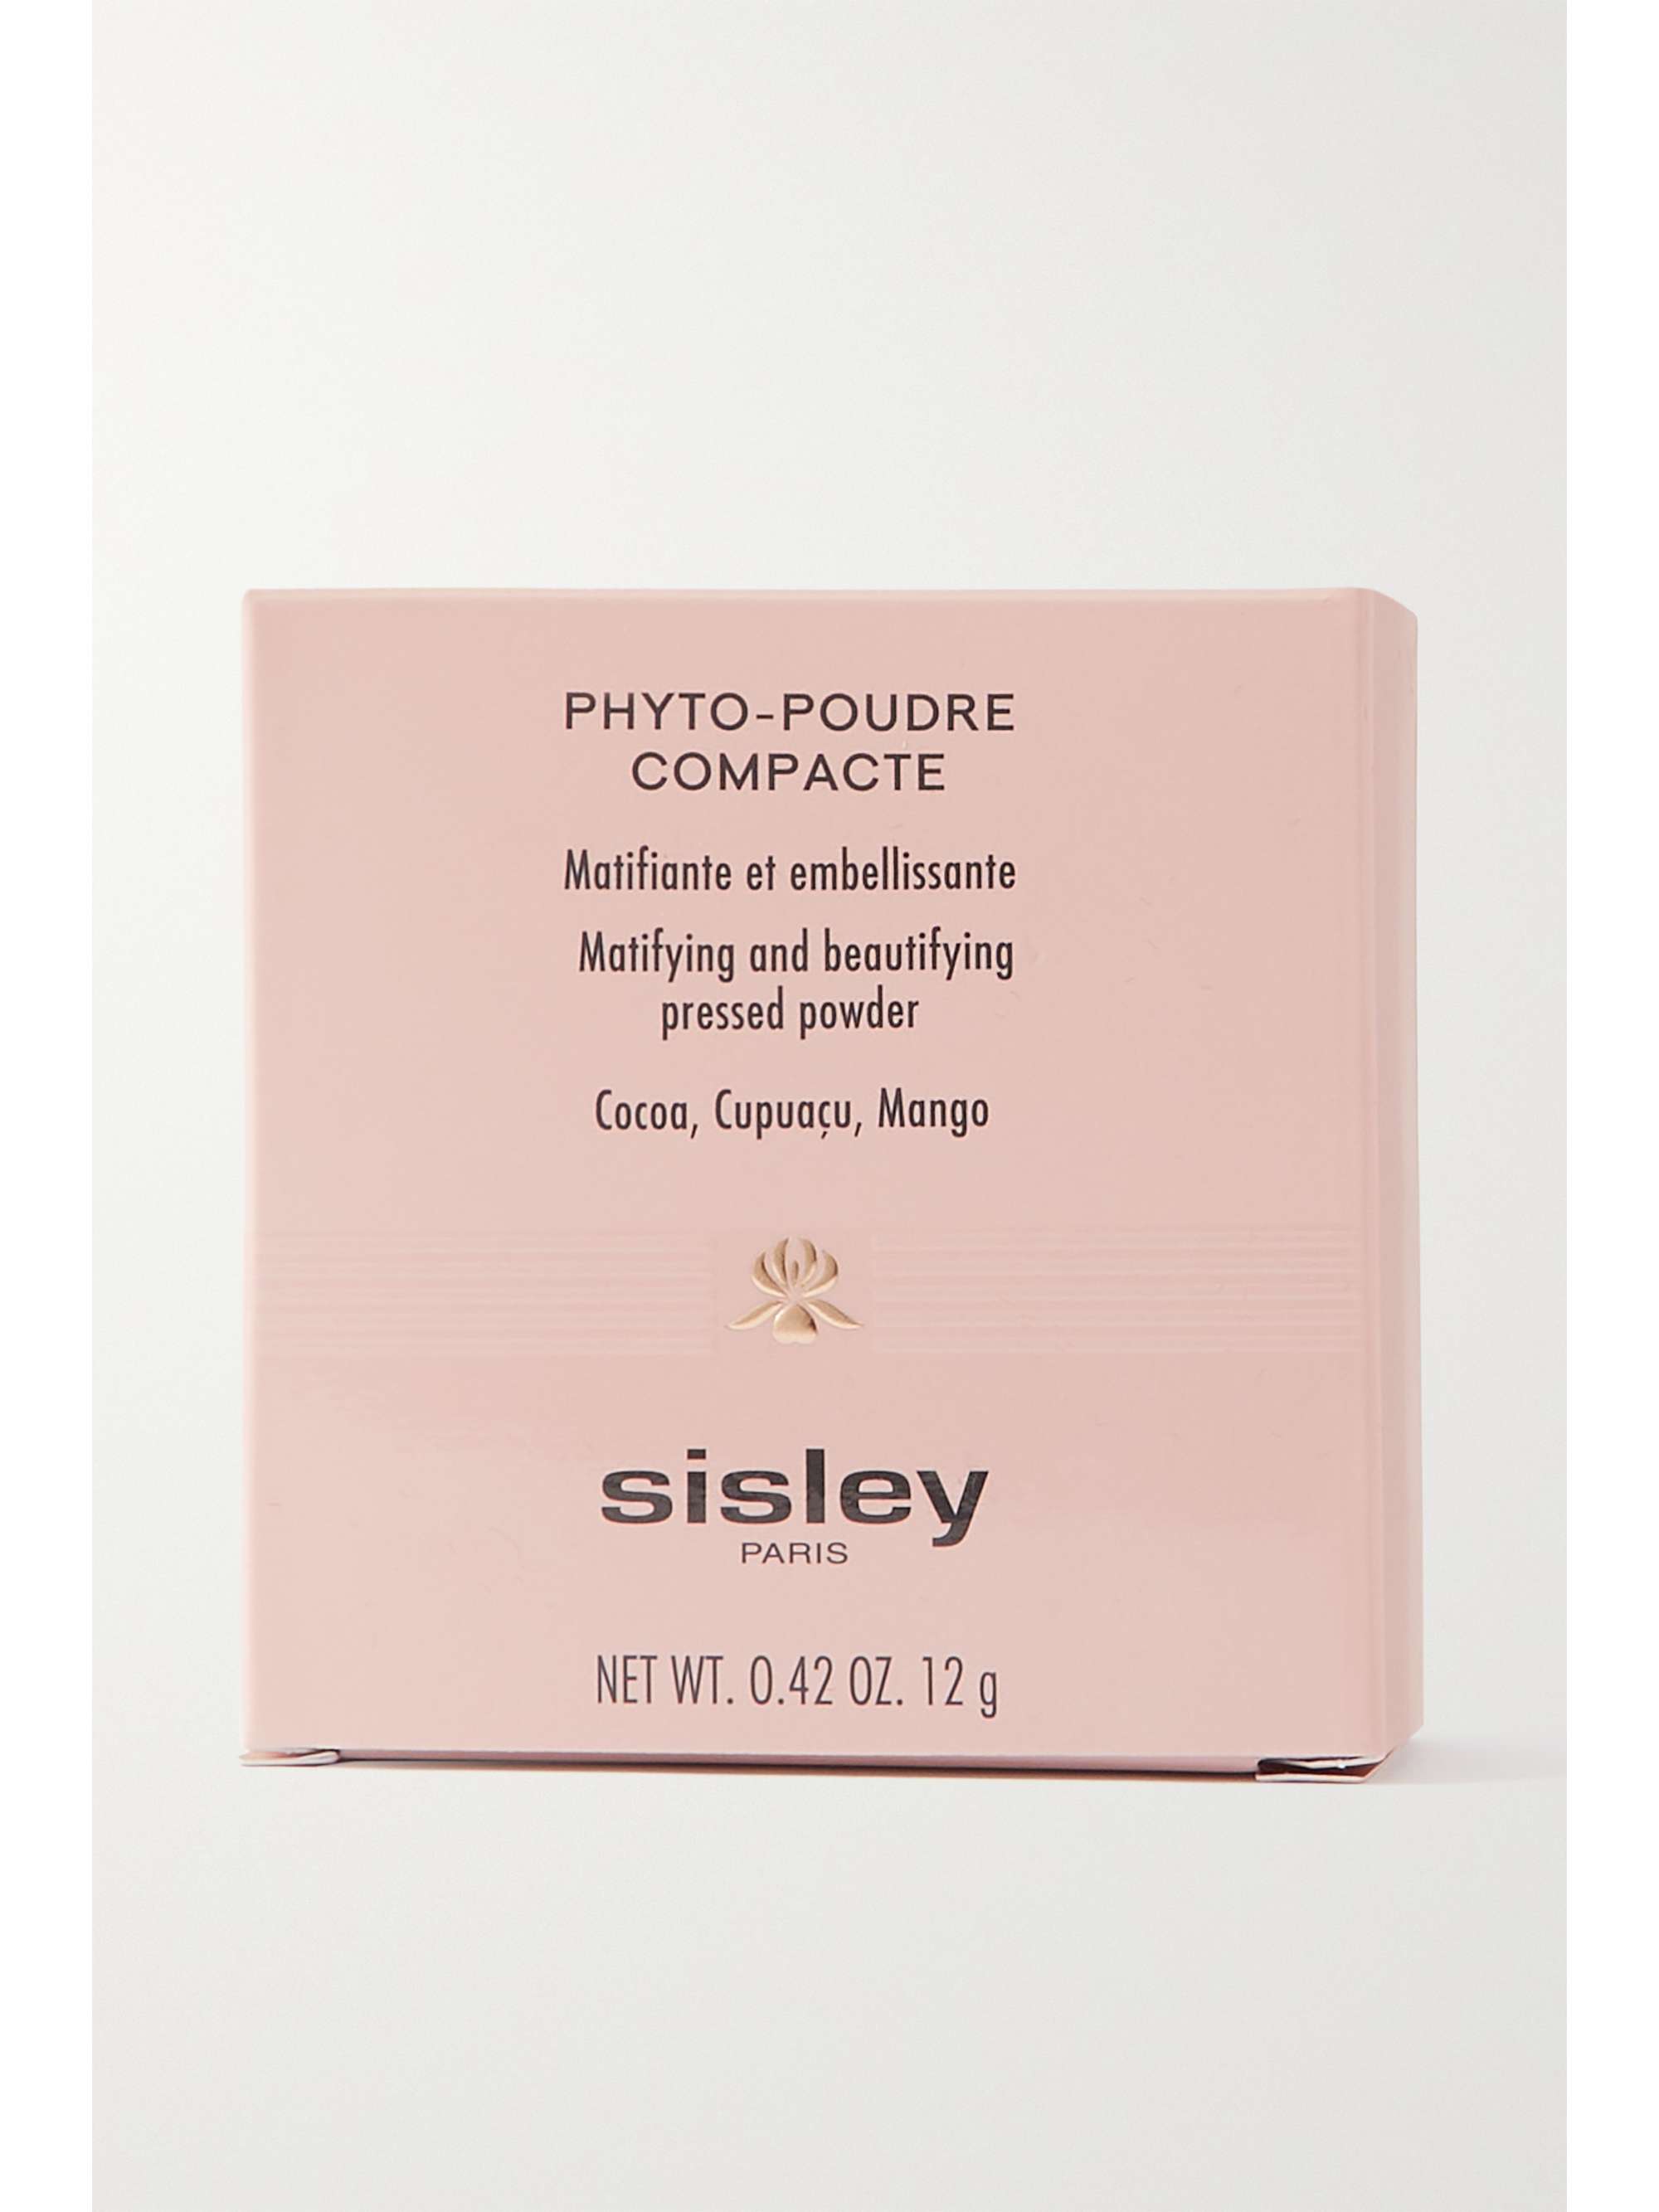 PHYTO-POUDRE
COMPACTE
Matifiante et embellissante
Matifying and beautifying
pressed powder
Cocoa, Cupuaçu, Mango
sisley
PARIS
NET WT. 0.42 OZ. 12 g